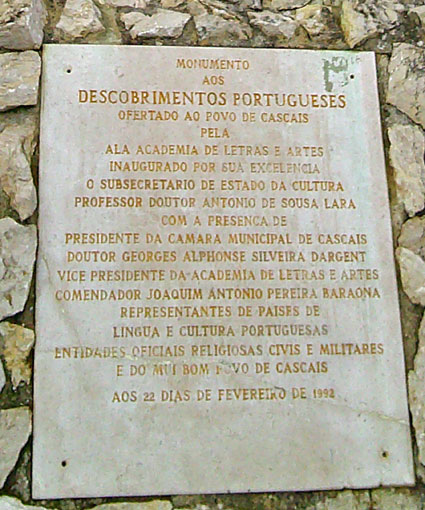 MONUMENTO
AOS
DESCOBRIMENTOS PORTUGUESES
OFERTADO AO POVO DE CASCAIS
PELA
ALA ACADEMIA DE LETRAS E ARTES
INAUGURADO POR SUA EXCELENCIA
O SUBSECRETARIO DE ESTADO DA CULTURA
PROFESSOR DOUTOR ANTONIO DE SOUSA LARA
COM A PRESENÇA DE
PRESIDENTE DA CAMARA MUNICIPAL DE CASCAIS
DOUTOR GEORGES ALPHONSE SILVEIRA DARGENT
VICE PRESIDENTE DA ACADEMIA DE LETRAS E ARTES
COMENDADOR JOAQUIM ANTÓNIO PEREIRA BARAONA
REPRESENTANTES DE PAISES DE
LINGUA E CULTURA PORTUGUESAS
ENTIDADES OFICIAIS RELIGIOSAS CIVIS E MILITARES
E DO MUI BOM POVO DE CASCAIS
AOS 22 DIAS DE FEVEREIRO DE 1992